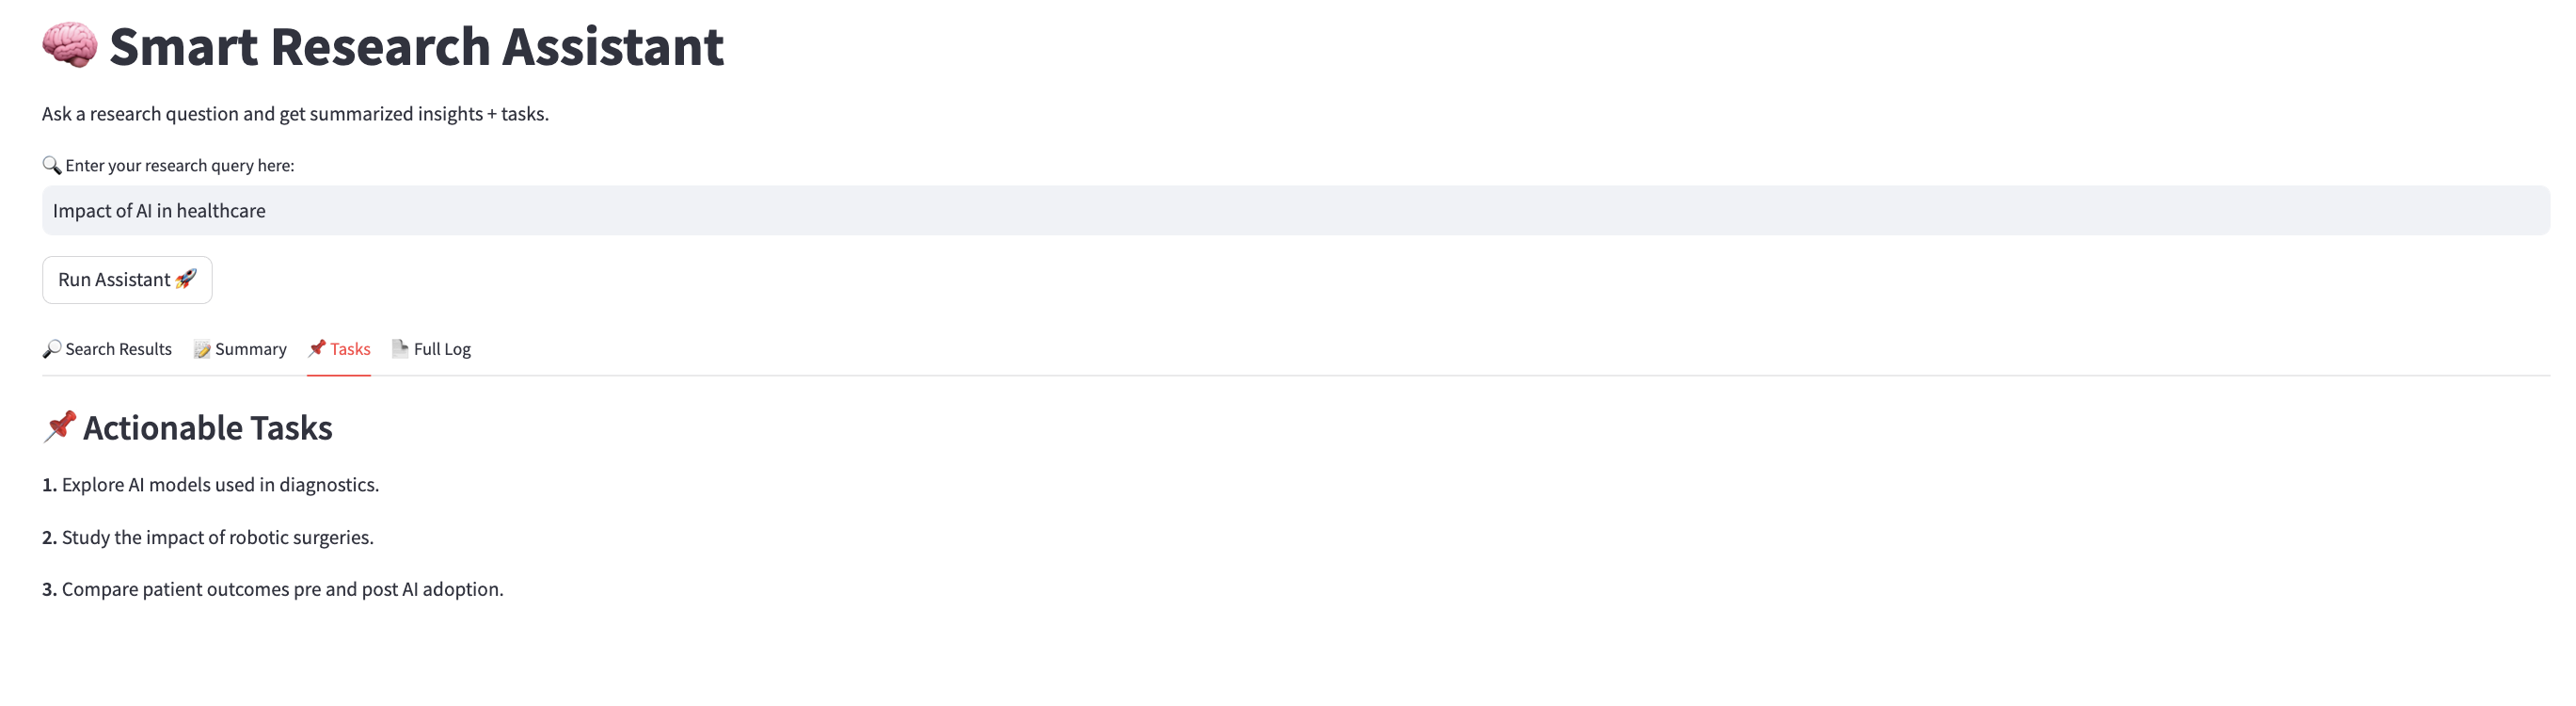 🧠 Smart Research Assistant
Ask a research question and get summarized insights + tasks.
🔍 Enter your research query here:
Impact of AI in healthcare
Run Assistant 🚀
🔎 Search Results 📝 Summary 📌 Tasks 📄 Full Log
📌 Actionable Tasks
1. Explore AI models used in diagnostics.
2. Study the impact of robotic surgeries.
3. Compare patient outcomes pre and post AI adoption.